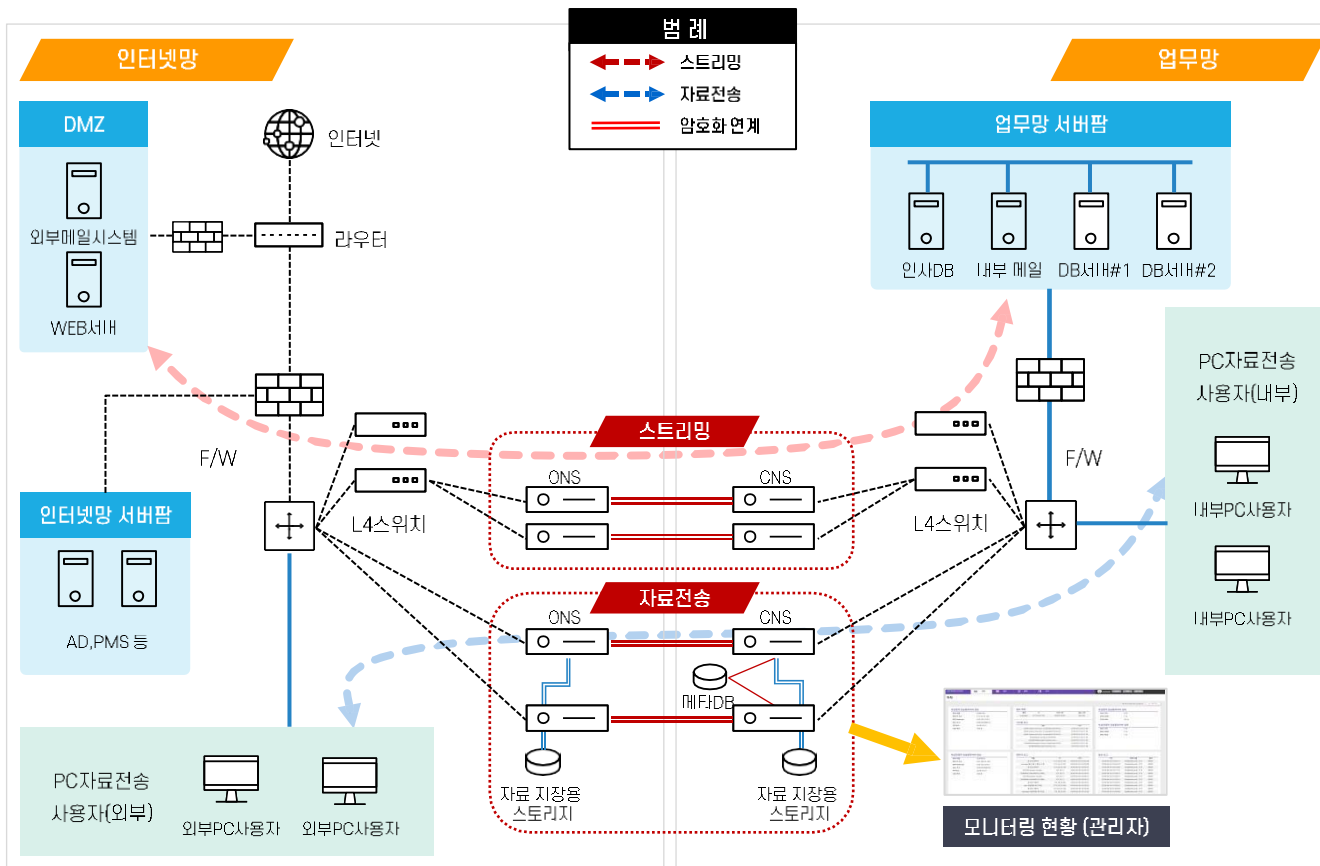 범 례
스트리밍
자료전송
암호화 연계
인터넷망
업무망
DMZ
외부메일시스템
WEB서버
인터넷
라우터
업무망 서버팜
인사DB
내부 메일
DB서버#1
DB서버#2
F/W
인터넷망 서버팜
AD,PMS 등
L4스위치
스트리밍
ONS
CNS
L4스위치
F/W
PC자료전송
사용자(내부)
내부PC사용자
내부PC사용자
자료전송
ONS
CNS
메타DB
자료 지장용
스토리지
자료 지장용
스토리지
PC자료전송
사용자(외부)
외부PC사용자
외부PC사용자
모니터링 현황 (관리자)